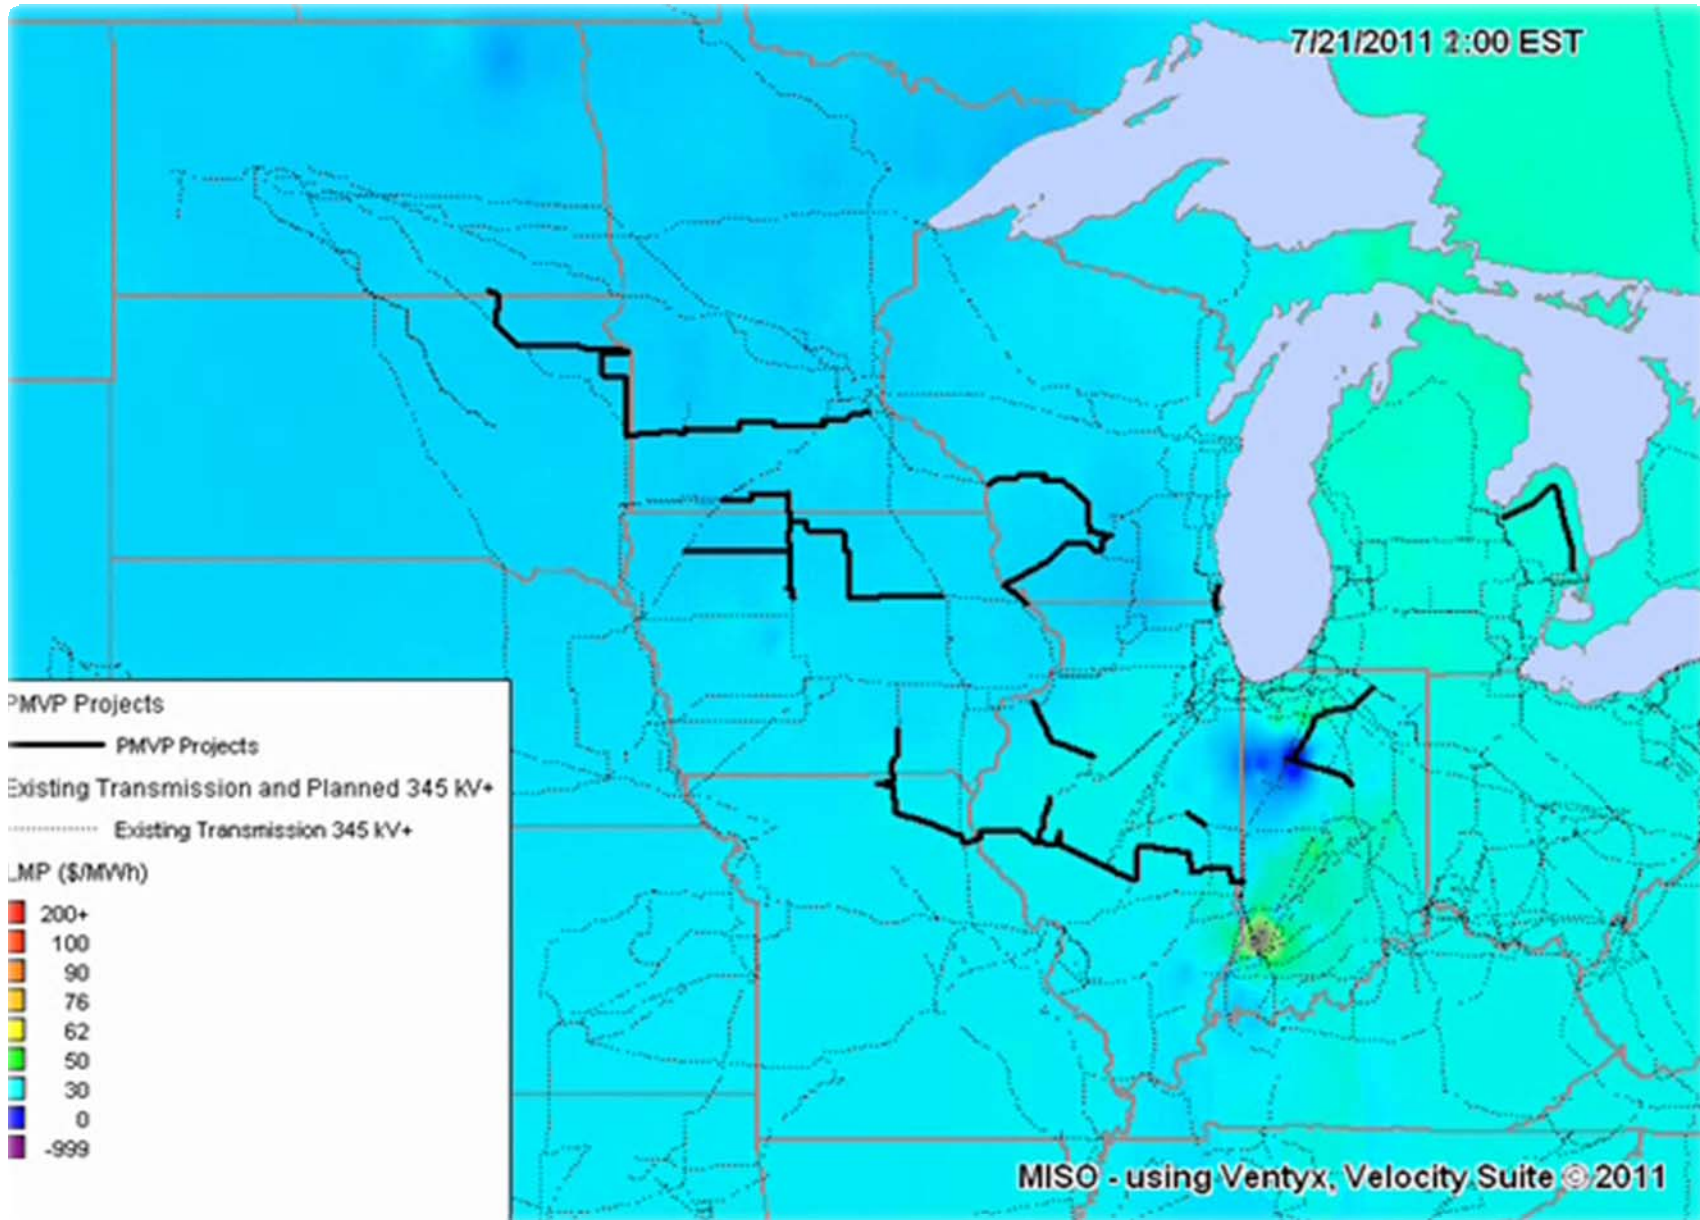 7/21/2011 :00 EST
PMVP Projects
PMVP Projects
Existing Transmission and Planned 345 kV+
Existing Transmission 345 kV+
LMP ($/MWh)
200+
100
90
76
62
50
30
0
-999
MISO - using Ventyx, Velocity Suite © 2011